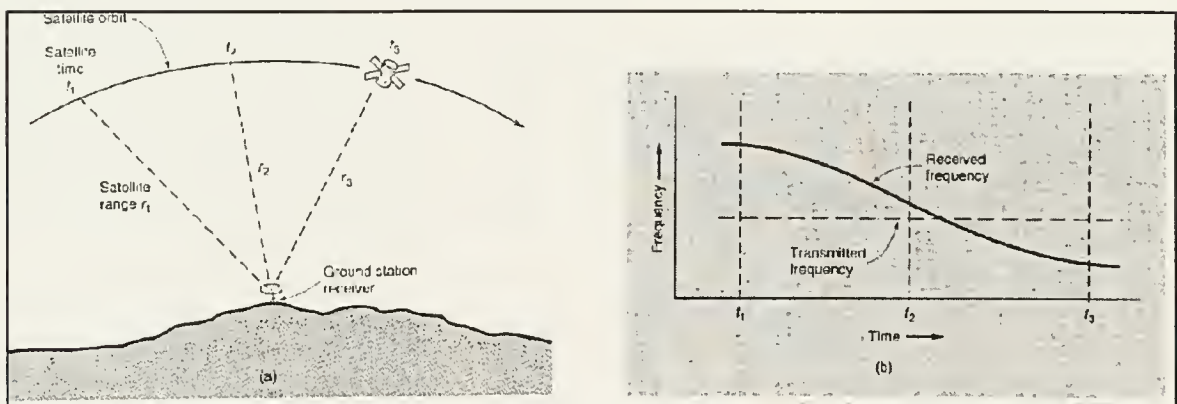 Satellite orbit
Satellite
time
t₁
t₂
t₃
Satellite
range r₁
r₂
r₃
Ground station
receiver
(a)
Frequency
Received
frequency
Transmitted
frequency
t₁
t₂
t₃
Time
(b)